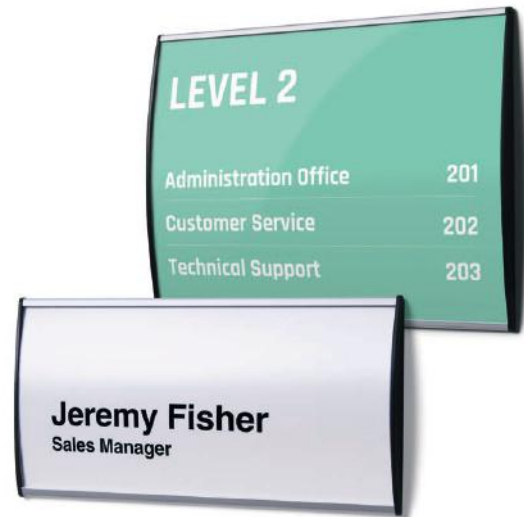 LEVEL 2
Administration Office 201
Customer Service 202
Technical Support 203
Jeremy Fisher
Sales Manager